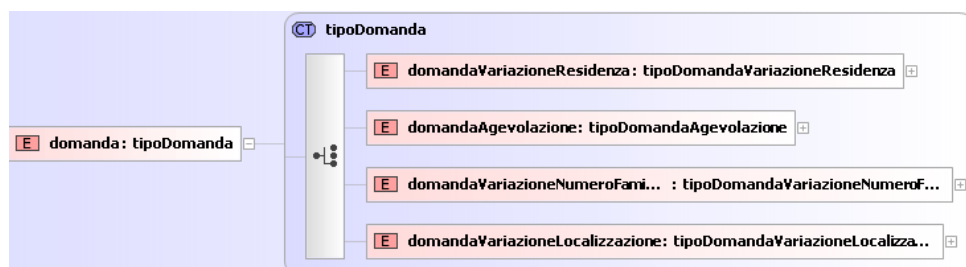 CT tipoDomanda
E domandaVariazioneResidenza: tipoDomandaVariazioneResidenza
E domandaAgevolazione: tipoDomandaAgevolazione
E domanda: tipoDomanda
E domandaVariazioneNumeroFami... : tipoDomandaVariazioneNumeroF...
E domandaVariazioneLocalizzazione: tipoDomandaVariazioneLocalizza...